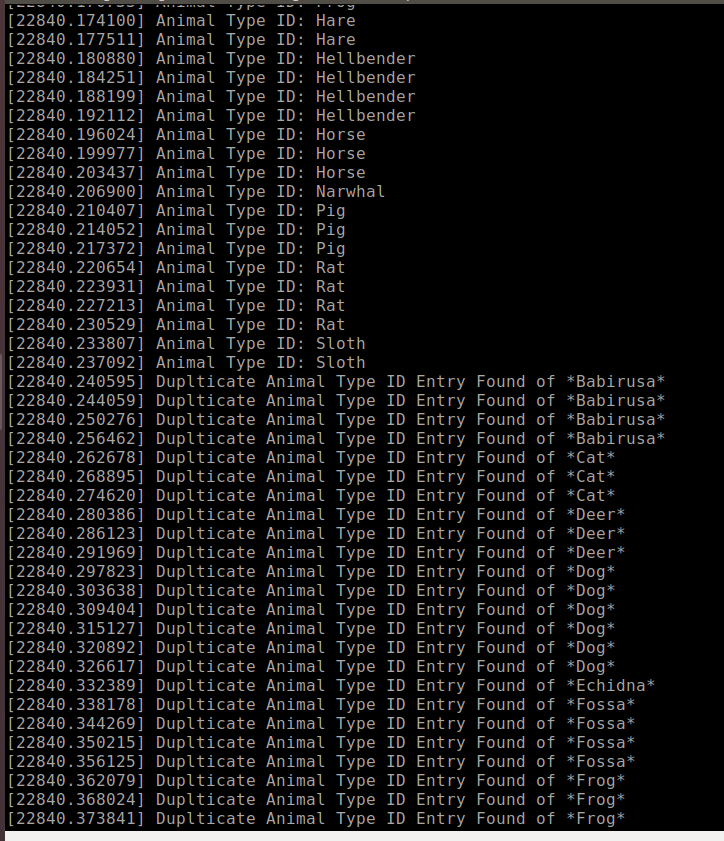 [22840.174100] Animal Type ID: Hare
[22840.177511] Animal Type ID: Hare
[22840.180880] Animal Type ID: Hellbender
[22840.184251] Animal Type ID: Hellbender
[22840.188199] Animal Type ID: Hellbender
[22840.192112] Animal Type ID: Hellbender
[22840.196024] Animal Type ID: Horse
[22840.199977] Animal Type ID: Horse
[22840.203437] Animal Type ID: Horse
[22840.206900] Animal Type ID: Narwhal
[22840.210407] Animal Type ID: Pig
[22840.214052] Animal Type ID: Pig
[22840.217372] Animal Type ID: Pig
[22840.220654] Animal Type ID: Rat
[22840.223931] Animal Type ID: Rat
[22840.227213] Animal Type ID: Rat
[22840.230529] Animal Type ID: Rat
[22840.233807] Animal Type ID: Sloth
[22840.237092] Animal Type ID: Sloth
[22840.240595] Duplticate Animal Type ID Entry Found of *Babirusa*
[22840.244059] Duplticate Animal Type ID Entry Found of *Babirusa*
[22840.250276] Duplticate Animal Type ID Entry Found of *Babirusa*
[22840.256462] Duplticate Animal Type ID Entry Found of *Babirusa*
[22840.262678] Duplticate Animal Type ID Entry Found of *Cat*
[22840.268895] Duplticate Animal Type ID Entry Found of *Cat*
[22840.274620] Duplticate Animal Type ID Entry Found of *Cat*
[22840.280386] Duplticate Animal Type ID Entry Found of *Deer*
[22840.286123] Duplticate Animal Type ID Entry Found of *Deer*
[22840.291969] Duplticate Animal Type ID Entry Found of *Deer*
[22840.297823] Duplticate Animal Type ID Entry Found of *Dog*
[22840.303638] Duplticate Animal Type ID Entry Found of *Dog*
[22840.309404] Duplticate Animal Type ID Entry Found of *Dog*
[22840.315127] Duplticate Animal Type ID Entry Found of *Dog*
[22840.320892] Duplticate Animal Type ID Entry Found of *Dog*
[22840.326617] Duplticate Animal Type ID Entry Found of *Dog*
[22840.332389] Duplticate Animal Type ID Entry Found of *Echidna*
[22840.338178] Duplticate Animal Type ID Entry Found of *Fossa*
[22840.344269] Duplticate Animal Type ID Entry Found of *Fossa*
[22840.350215] Duplticate Animal Type ID Entry Found of *Fossa*
[22840.356125] Duplticate Animal Type ID Entry Found of *Fossa*
[22840.362079] Duplticate Animal Type ID Entry Found of *Frog*
[22840.368024] Duplticate Animal Type ID Entry Found of *Frog*
[22840.373841] Duplticate Animal Type ID Entry Found of *Frog*